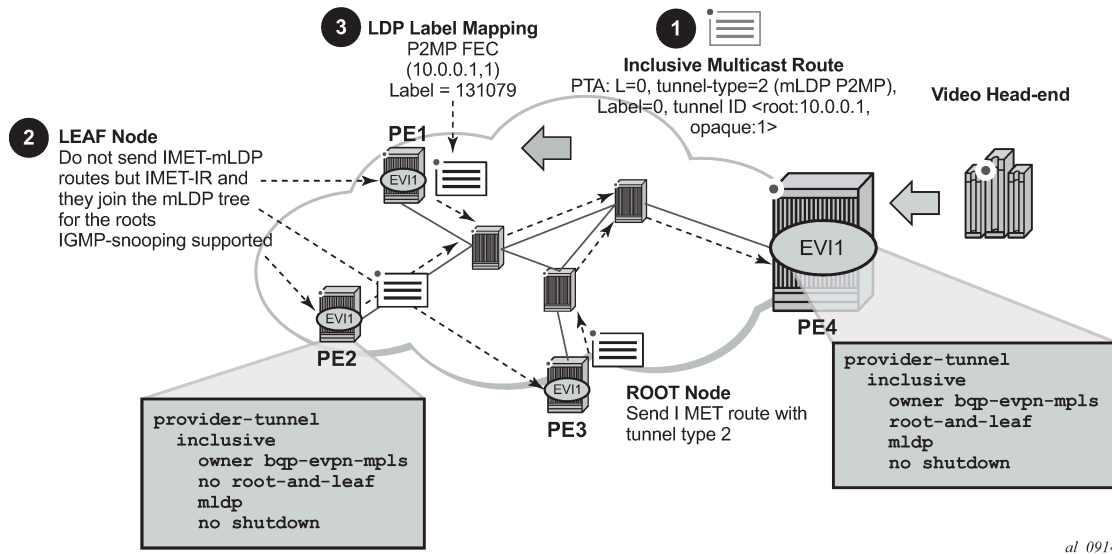 3 LDP Label Mapping
P2MP FEC
(10.0.0.1,1)
Label = 131079
1
Inclusive Multicast Route
PTA: L=0, tunnel-type=2 (mLDP P2MP),
Label=0, tunnel ID <root:10.0.0.1,
opaque:1>
Video Head-end
2 LEAF Node
Do not send IMET-mLDP
routes but IMET-IR and
they join the mLDP tree
for the roots
IGMP-snooping supported
PE1
EVI1
EVI1
PE4
EVI1
PE2
EVI1
PE3
ROOT Node
Send I MET route with
tunnel type 2
provider-tunnel
inclusive
owner bqp-evpn-mpls
no root-and-leaf
mldp
no shutdown
provider-tunnel
inclusive
owner bqp-evpn-mpls
root-and-leaf
mldp
no shutdown